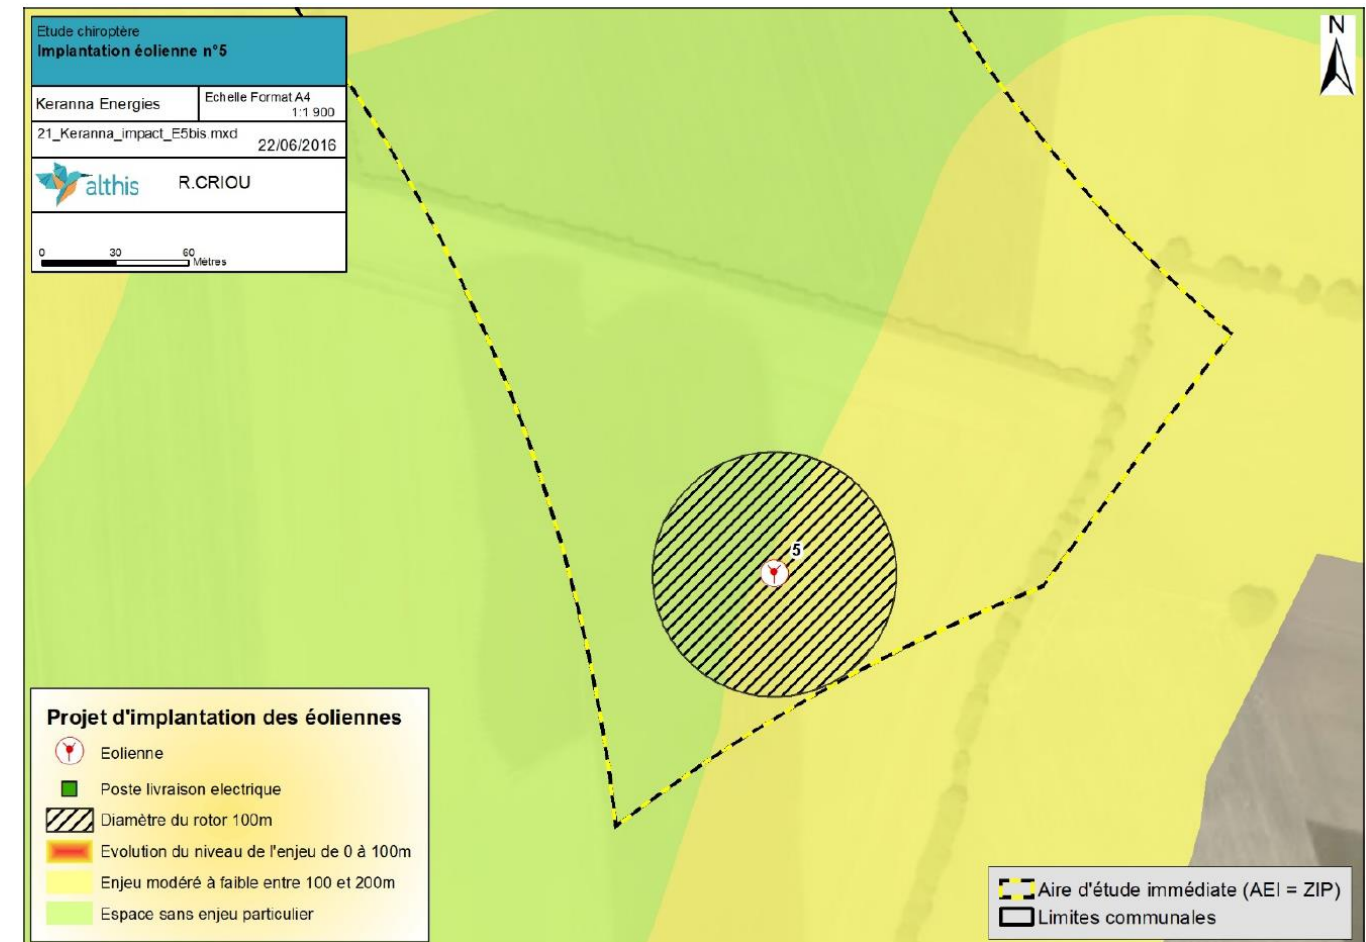 Etude chiroptère
Implantation éolienne n°5
Keranna Energies
Echelle Format A4
1:1 900
21_Keranna_impact_E5bis.mxd
22/06/2016
althis
R.CRIOU
0 30 60
Mètres
N
5
Projet d'implantation des éoliennes
Eolienne
Poste livraison electrique
Diamètre du rotor 100m
Evolution du niveau de l'enjeu de 0 à 100m
Enjeu modéré à faible entre 100 et 200m
Espace sans enjeu particulier
Aire d'étude immédiate (AEI = ZIP)
Limites communales